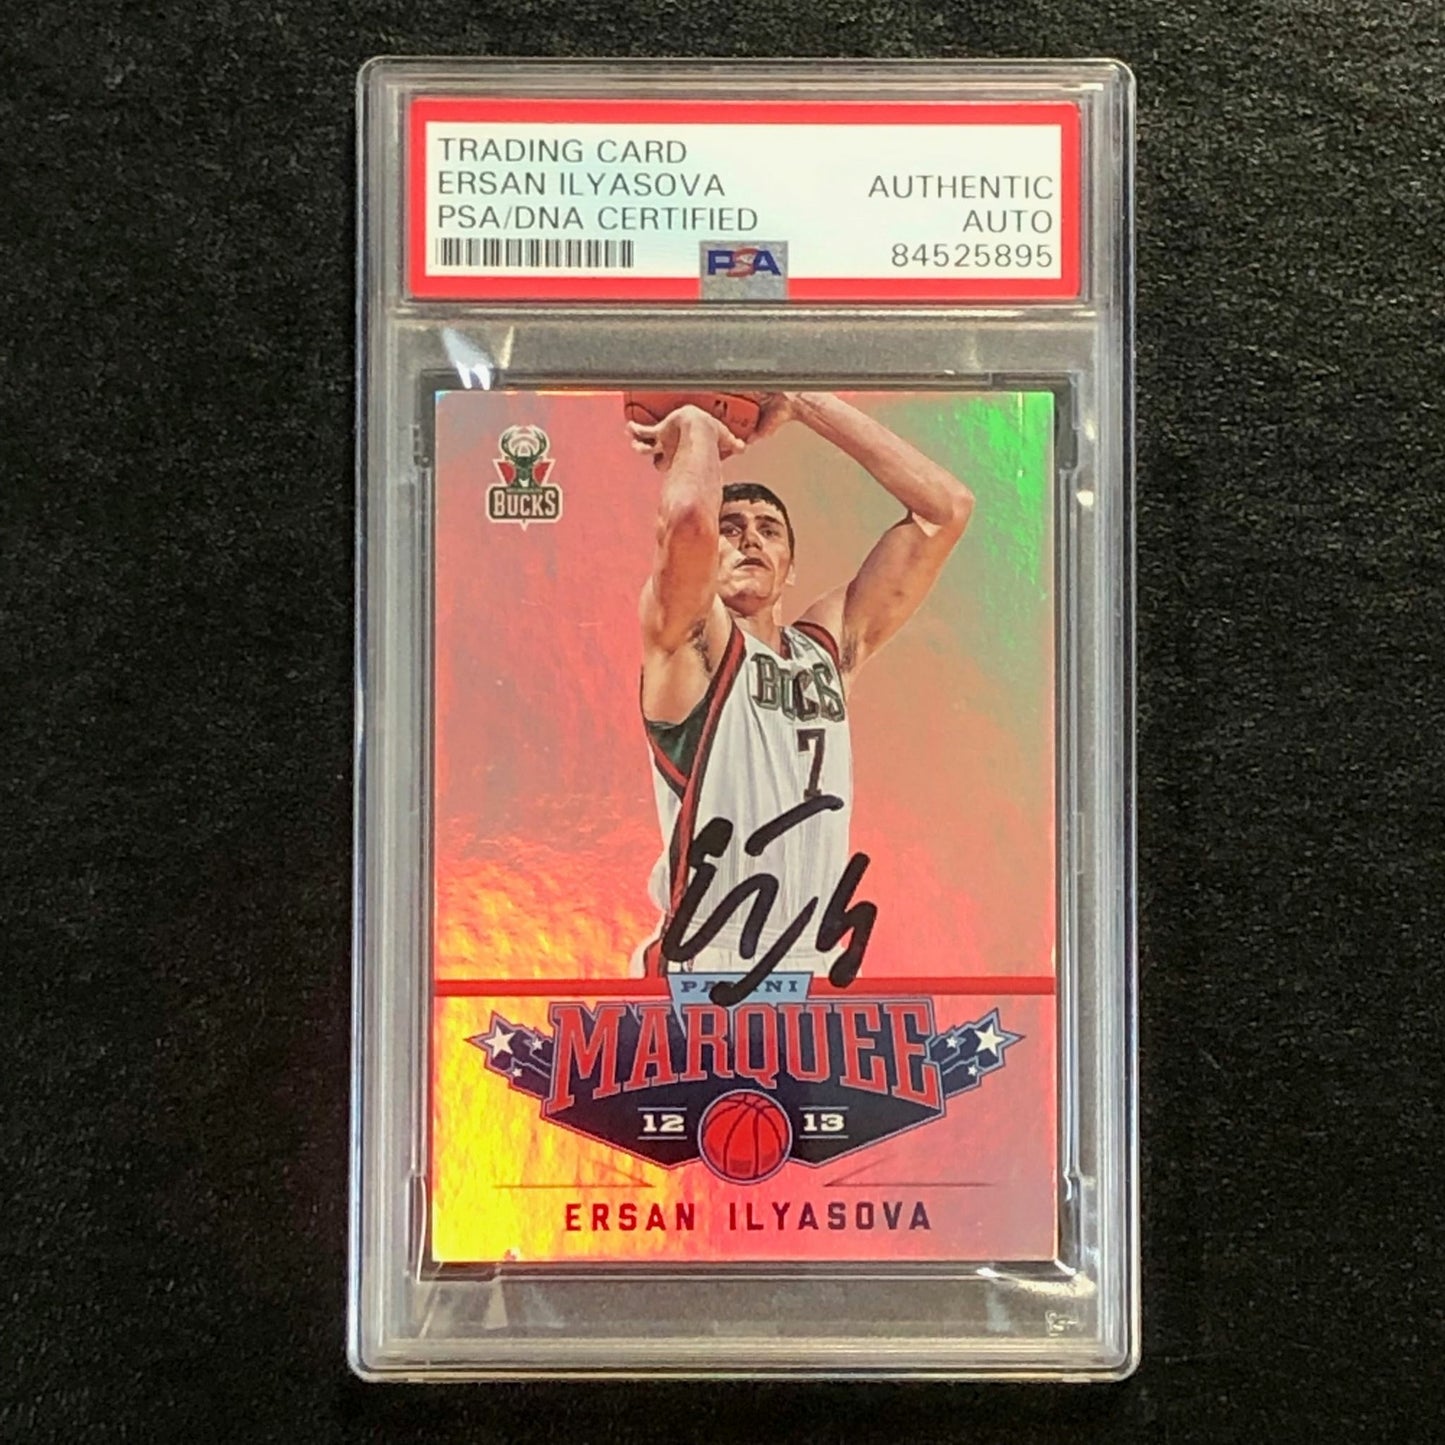 TRADING CARD
ERSAN ILYASOVA
PSA/DNA CERTIFIED
AUTHENTIC
AUTO
84525895
PSA
BUCKS
BUCKS
7
PANINI
MARQUEE
12 13
ERSAN ILYASOVA